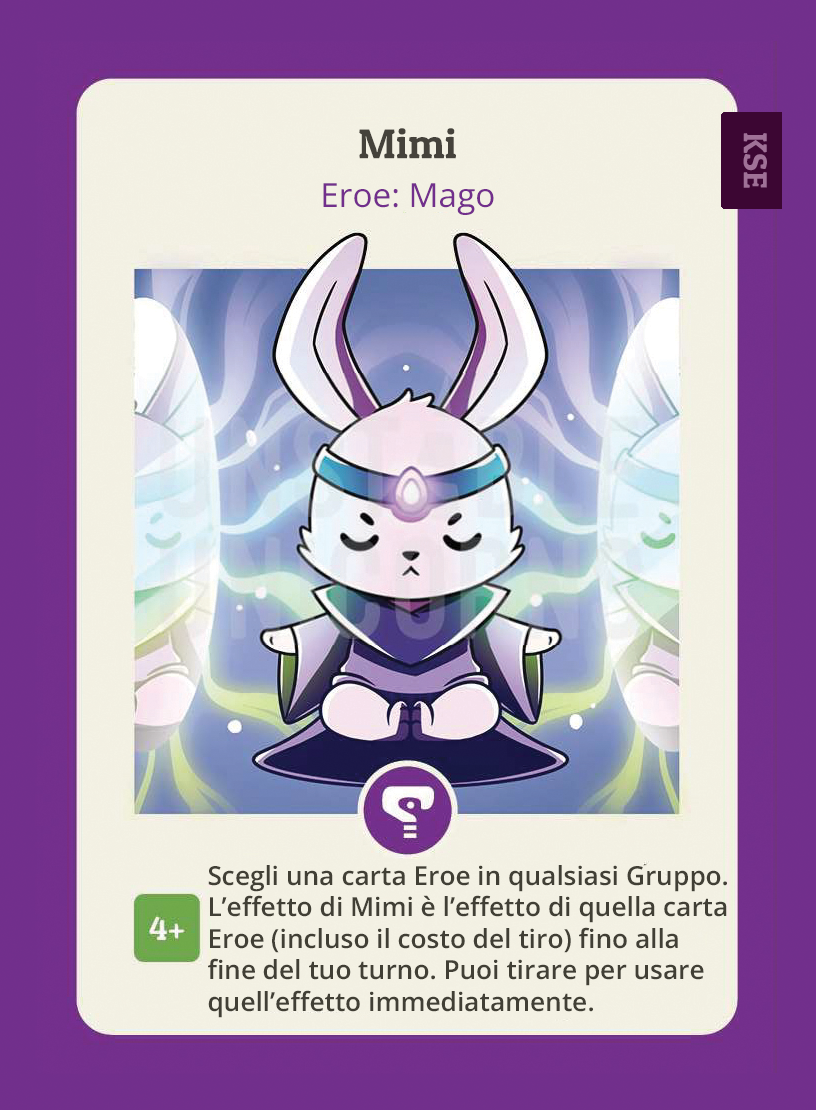 Mimi
KSE
Eroe: Mago
UNSTABLE
UNICORNS
4+
Scegli una carta Eroe in qualsiasi Gruppo.
L'effetto di Mimi è l'effetto di quella carta
Eroe (incluso il costo del tiro) fino alla
fine del tuo turno. Puoi tirare per usare
quell'effetto immediatamente.